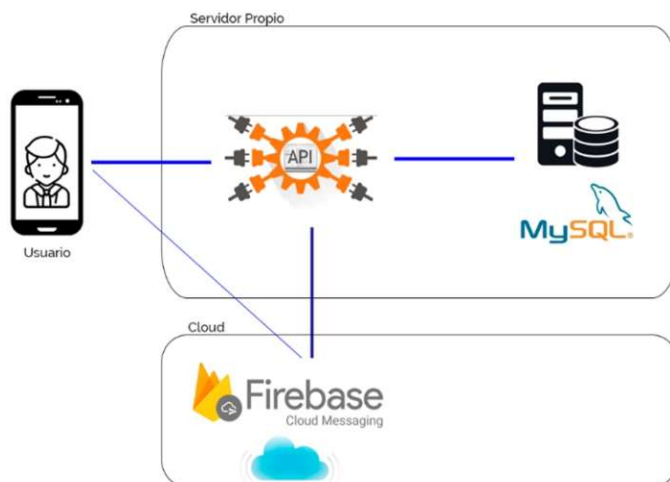 Servidor Propio
API
Usuario
MySQL®
Cloud
Firebase
Cloud Messaging